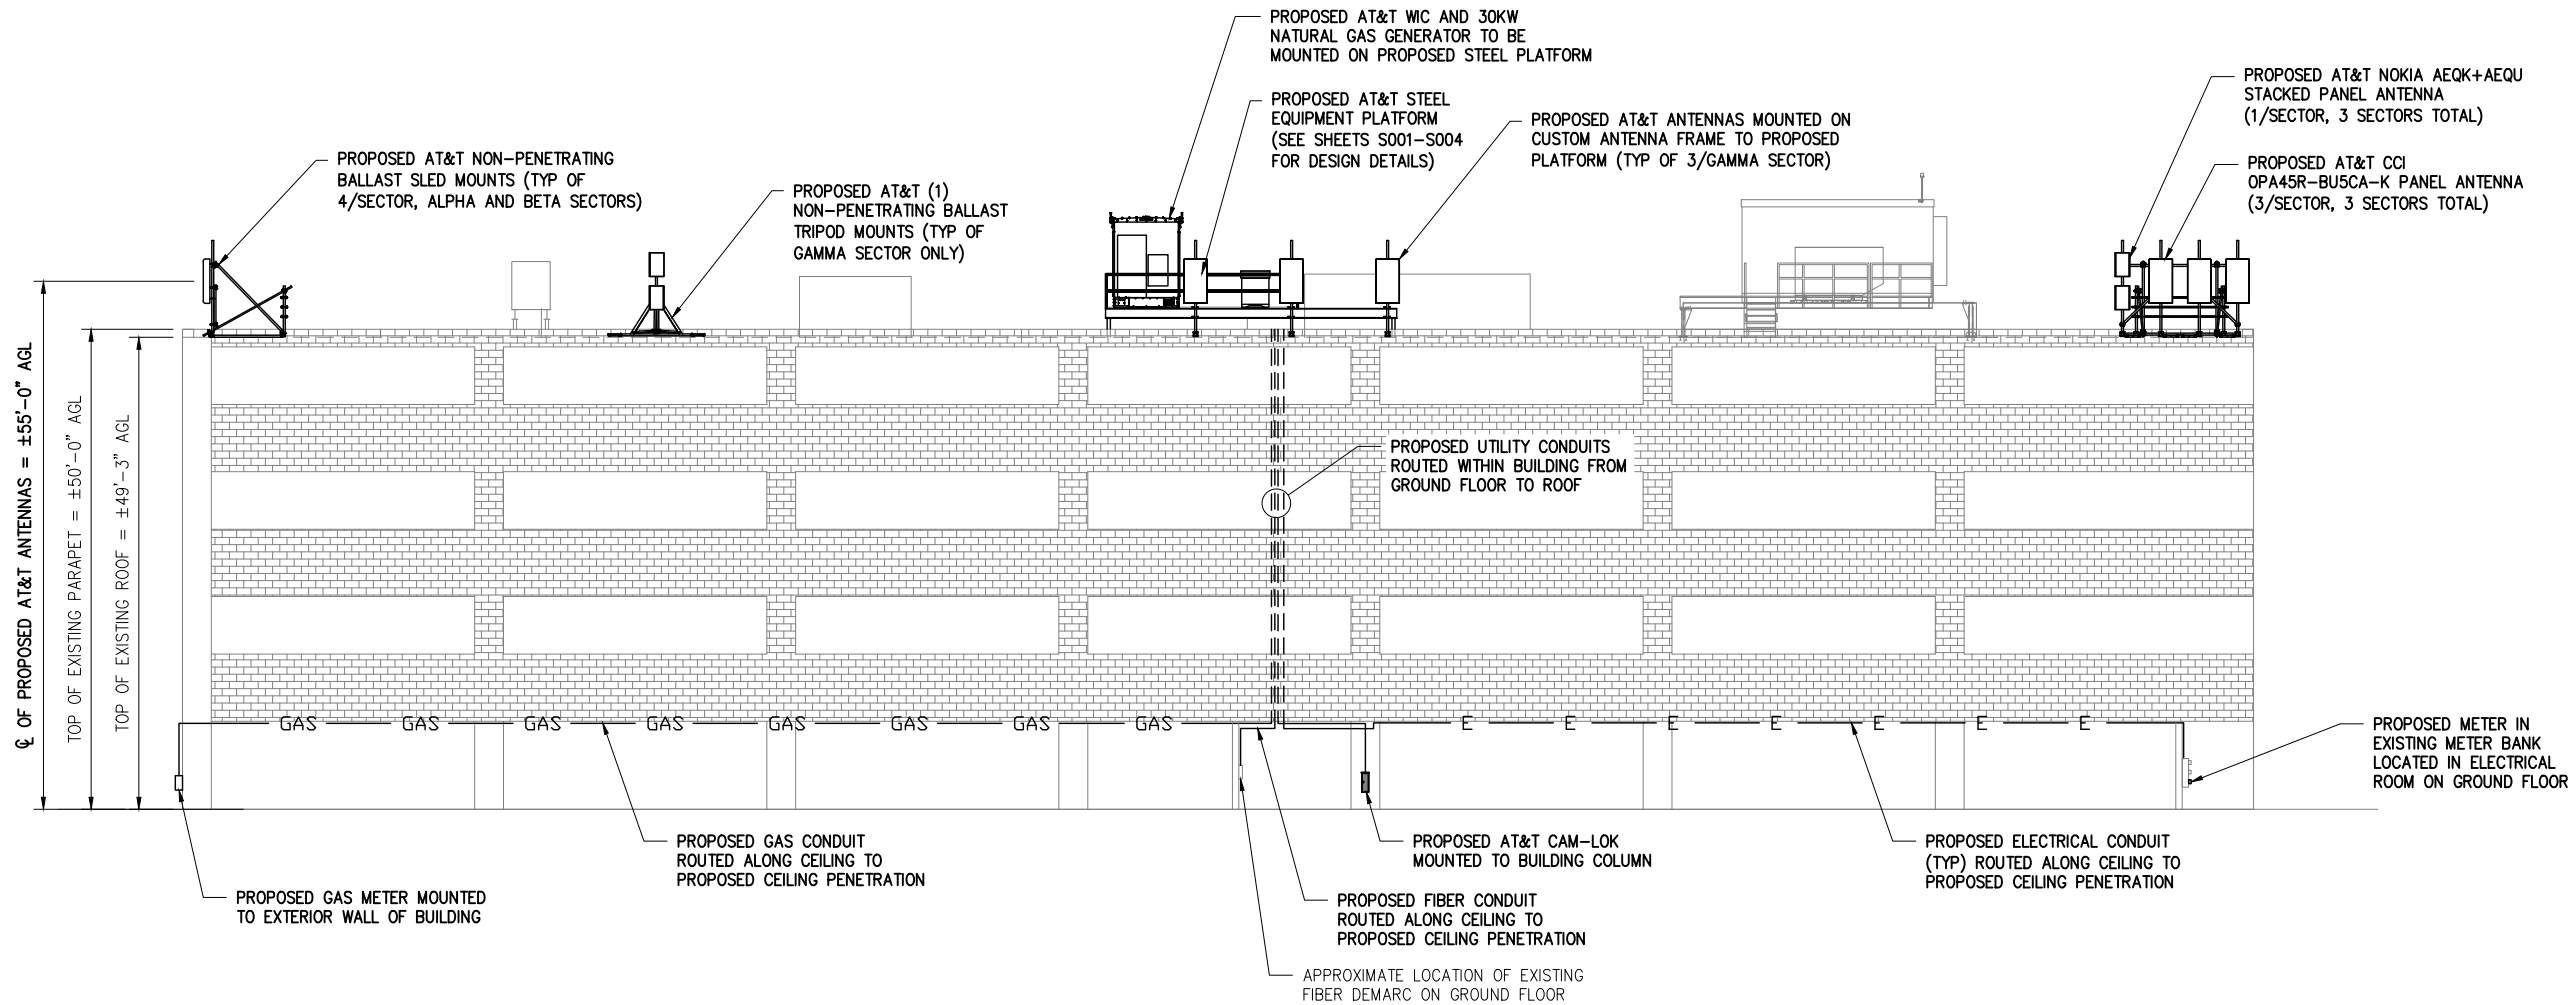 PROPOSED AT&T WIC AND 30KW
NATURAL GAS GENERATOR TO BE
MOUNTED ON PROPOSED STEEL PLATFORM
PROPOSED AT&T STEEL
EQUIPMENT PLATFORM
(SEE SHEETS S001-S004
FOR DESIGN DETAILS)
PROPOSED AT&T ANTENNAS MOUNTED ON
CUSTOM ANTENNA FRAME TO PROPOSED
PLATFORM (TYP OF 3/GAMMA SECTOR)
PROPOSED AT&T NOKIA AEQK+AEQU
STACKED PANEL ANTENNA
(1/SECTOR, 3 SECTORS TOTAL)
PROPOSED AT&T CCI
OPA45R-BU5CA-K PANEL ANTENNA
(3/SECTOR, 3 SECTORS TOTAL)
PROPOSED AT&T NON-PENETRATING
BALLAST SLED MOUNTS (TYP OF
4/SECTOR, ALPHA AND BETA SECTORS)
PROPOSED AT&T (1)
NON-PENETRATING BALLAST
TRIPOD MOUNTS (TYP OF
GAMMA SECTOR ONLY)
℄ OF PROPOSED AT&T ANTENNAS = ±55'-0" AGL
TOP OF EXISTING PARAPET = ±50'-0" AGL
TOP OF EXISTING ROOF = ±49'-3" AGL
PROPOSED UTILITY CONDUITS
ROUTED WITHIN BUILDING FROM
GROUND FLOOR TO ROOF
GAS GAS GAS GAS GAS GAS GAS GAS
E E E E E E E
PROPOSED METER IN
EXISTING METER BANK
LOCATED IN ELECTRICAL
ROOM ON GROUND FLOOR
PROPOSED GAS CONDUIT
ROUTED ALONG CEILING TO
PROPOSED CEILING PENETRATION
PROPOSED AT&T CAM-LOK
MOUNTED TO BUILDING COLUMN
PROPOSED ELECTRICAL CONDUIT
(TYP) ROUTED ALONG CEILING TO
PROPOSED CEILING PENETRATION
PROPOSED GAS METER MOUNTED
TO EXTERIOR WALL OF BUILDING
PROPOSED FIBER CONDUIT
ROUTED ALONG CEILING TO
PROPOSED CEILING PENETRATION
APPROXIMATE LOCATION OF EXISTING
FIBER DEMARC ON GROUND FLOOR